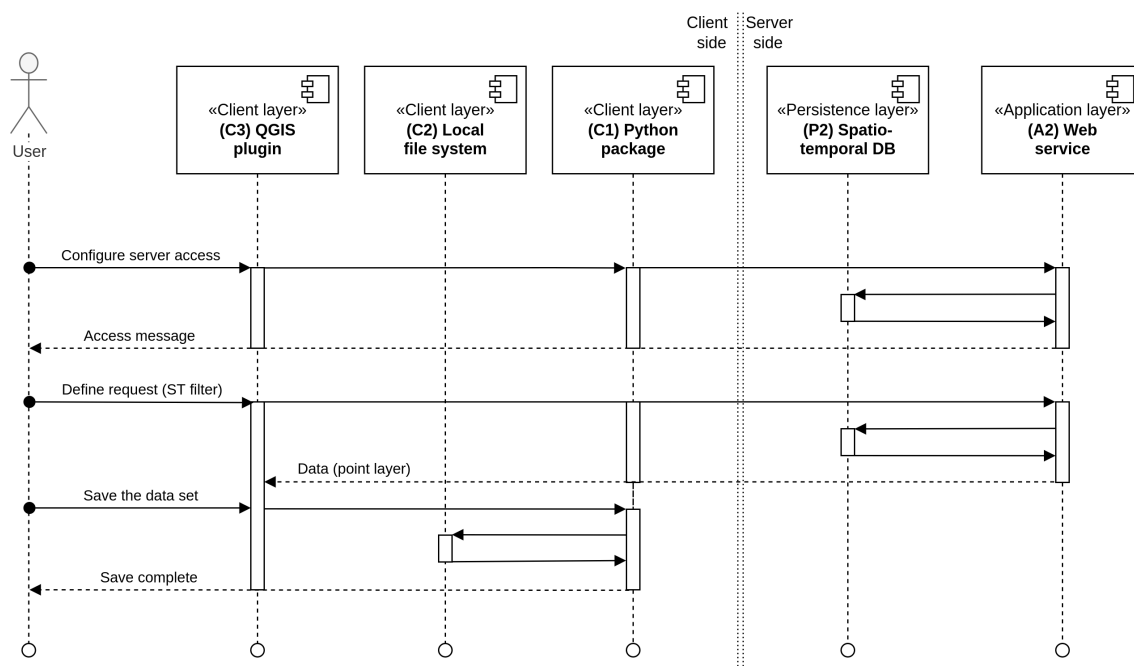 Client side
Server side
User
«Client layer»
(C3) QGIS
plugin
«Client layer»
(C2) Local
file system
«Client layer»
(C1) Python
package
«Persistence layer»
(P2) Spatio-
temporal DB
«Application layer»
(A2) Web
service
Configure server access
Access message
Define request (ST filter)
Data (point layer)
Save the data set
Save complete